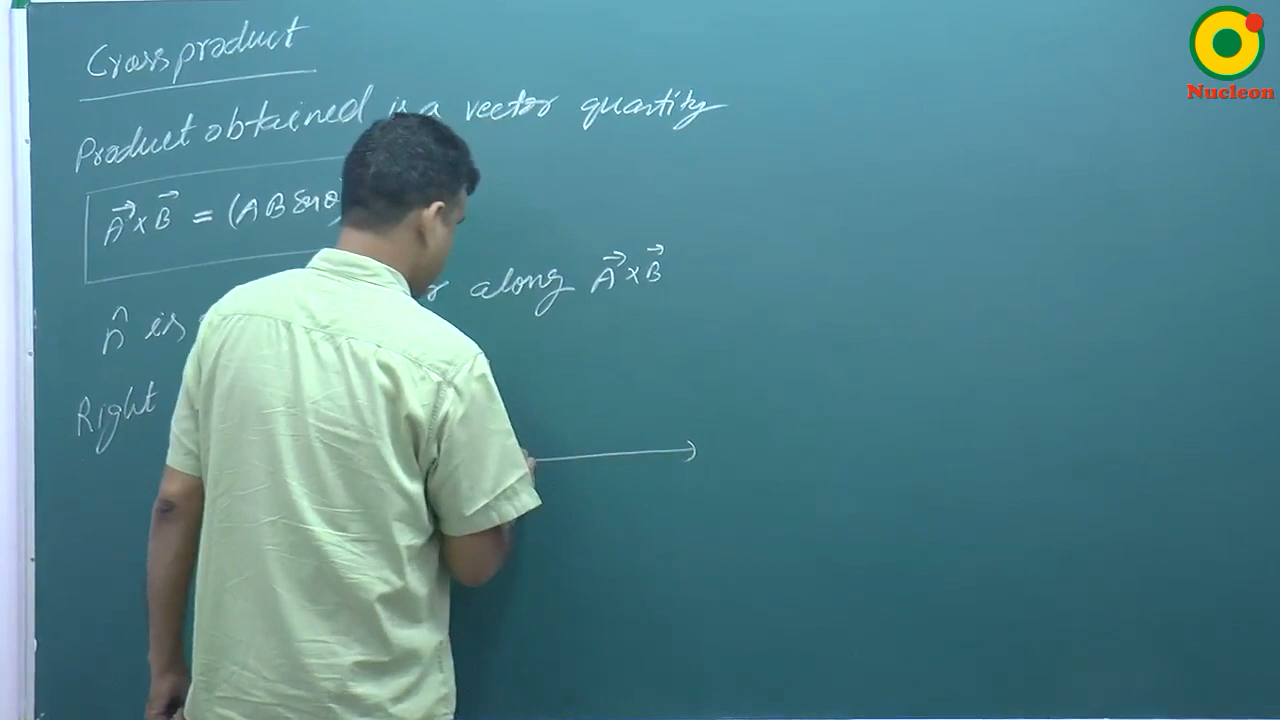 Cross product
Product obtained is a vector quantity
A⃗ × B⃗ = (AB Sinθ)
n̂ is along A⃗ × B⃗
Right
Nucleon